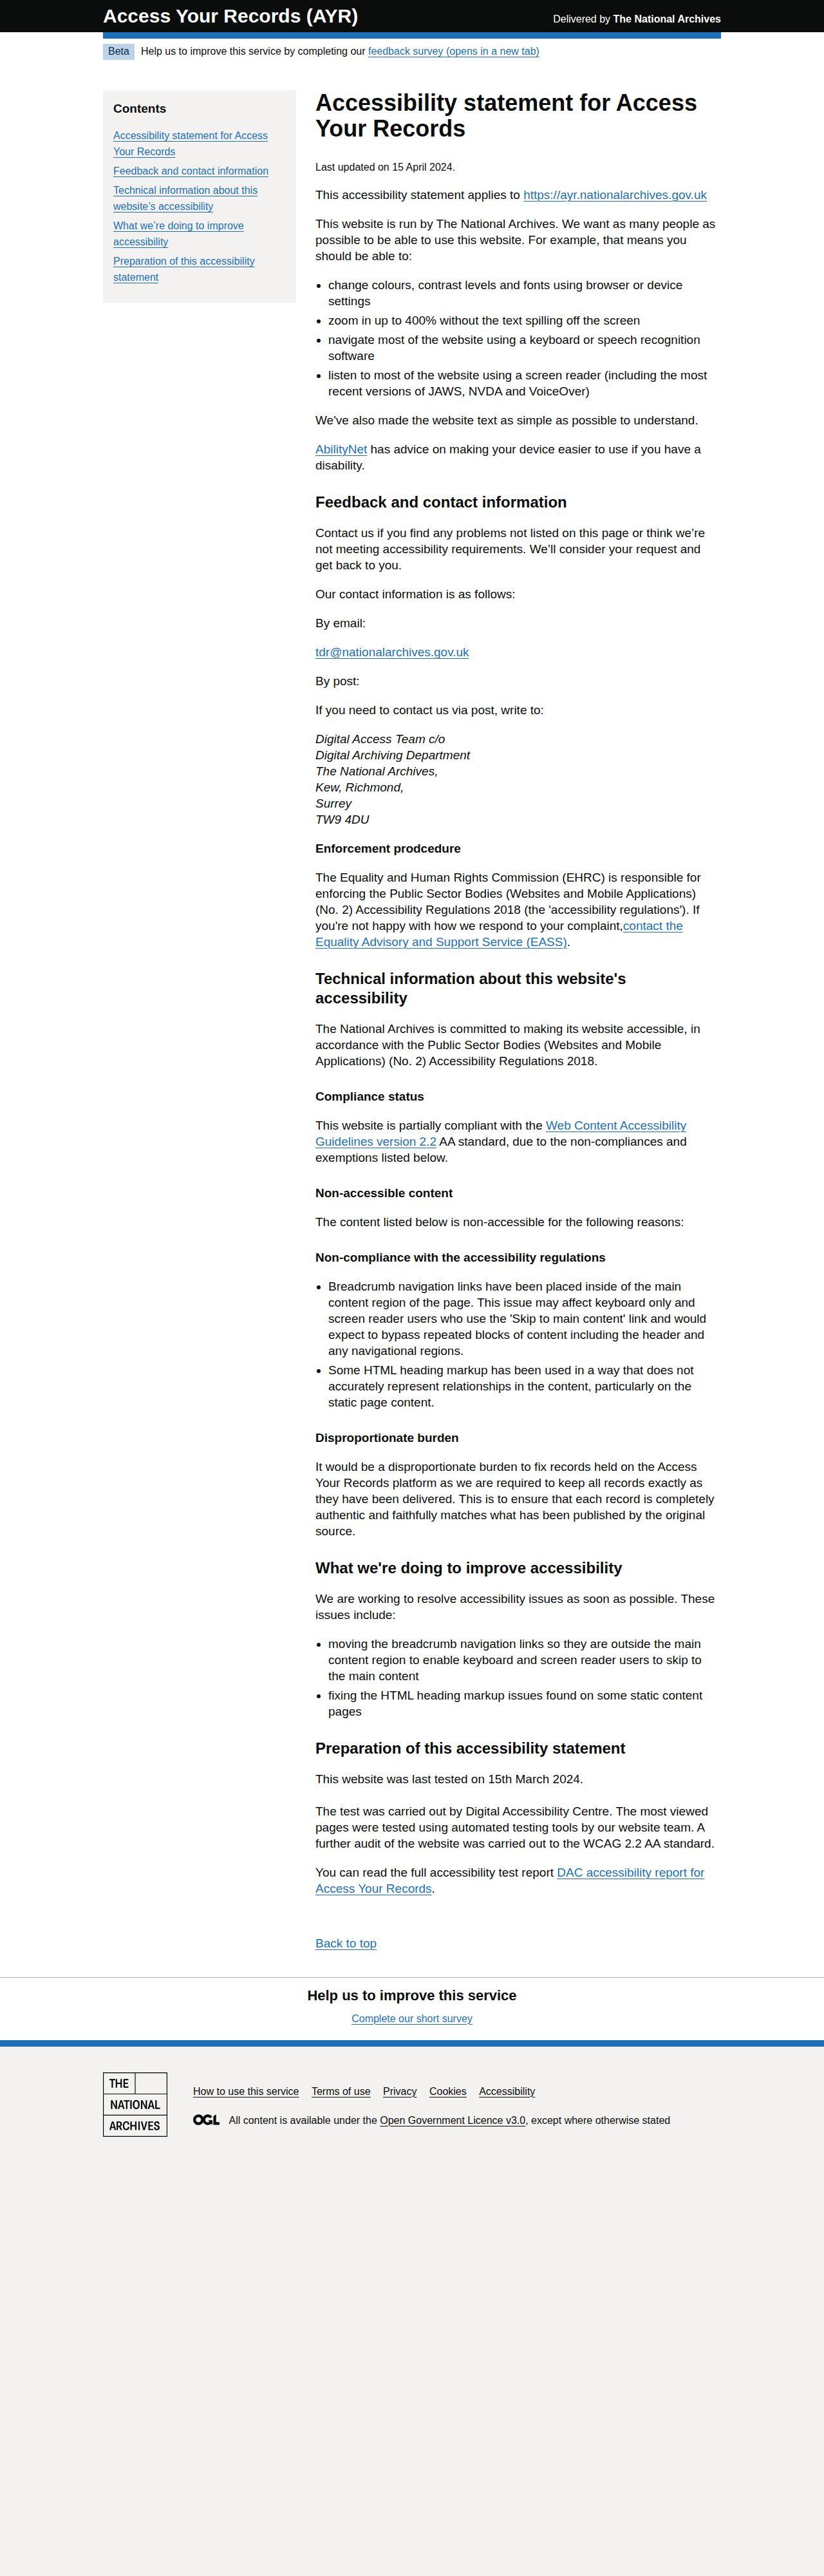 Access Your Records (AYR)
Delivered by The National Archives
Beta
Help us to improve this service by completing our feedback survey (opens in a new tab)
Contents
Accessibility statement for Access
Your Records
Feedback and contact information
Technical information about this
website’s accessibility
What we’re doing to improve
accessibility
Preparation of this accessibility
statement
Accessibility statement for Access
Your Records
Last updated on 15 April 2024.
This accessibility statement applies to https://ayr.nationalarchives.gov.uk
This website is run by The National Archives. We want as many people as
possible to be able to use this website. For example, that means you
should be able to:
• change colours, contrast levels and fonts using browser or device
settings
• zoom in up to 400% without the text spilling off the screen
• navigate most of the website using a keyboard or speech recognition
software
• listen to most of the website using a screen reader (including the most
recent versions of JAWS, NVDA and VoiceOver)
We've also made the website text as simple as possible to understand.
AbilityNet has advice on making your device easier to use if you have a
disability.
Feedback and contact information
Contact us if you find any problems not listed on this page or think we’re
not meeting accessibility requirements. We’ll consider your request and
get back to you.
Our contact information is as follows:
By email:
tdr@nationalarchives.gov.uk
By post:
If you need to contact us via post, write to:
Digital Access Team c/o
Digital Archiving Department
The National Archives,
Kew, Richmond,
Surrey
TW9 4DU
Enforcement prodcedure
The Equality and Human Rights Commission (EHRC) is responsible for
enforcing the Public Sector Bodies (Websites and Mobile Applications)
(No. 2) Accessibility Regulations 2018 (the 'accessibility regulations'). If
you're not happy with how we respond to your complaint,contact the
Equality Advisory and Support Service (EASS).
Technical information about this website's
accessibility
The National Archives is committed to making its website accessible, in
accordance with the Public Sector Bodies (Websites and Mobile
Applications) (No. 2) Accessibility Regulations 2018.
Compliance status
This website is partially compliant with the Web Content Accessibility
Guidelines version 2.2 AA standard, due to the non-compliances and
exemptions listed below.
Non-accessible content
The content listed below is non-accessible for the following reasons:
Non-compliance with the accessibility regulations
• Breadcrumb navigation links have been placed inside of the main
content region of the page. This issue may affect keyboard only and
screen reader users who use the 'Skip to main content' link and would
expect to bypass repeated blocks of content including the header and
any navigational regions.
• Some HTML heading markup has been used in a way that does not
accurately represent relationships in the content, particularly on the
static page content.
Disproportionate burden
It would be a disproportionate burden to fix records held on the Access
Your Records platform as we are required to keep all records exactly as
they have been delivered. This is to ensure that each record is completely
authentic and faithfully matches what has been published by the original
source.
What we're doing to improve accessibility
We are working to resolve accessibility issues as soon as possible. These
issues include:
• moving the breadcrumb navigation links so they are outside the main
content region to enable keyboard and screen reader users to skip to
the main content
• fixing the HTML heading markup issues found on some static content
pages
Preparation of this accessibility statement
This website was last tested on 15th March 2024.
The test was carried out by Digital Accessibility Centre. The most viewed
pages were tested using automated testing tools by our website team. A
further audit of the website was carried out to the WCAG 2.2 AA standard.
You can read the full accessibility test report DAC accessibility report for
Access Your Records.
Back to top
Help us to improve this service
Complete our short survey
THE
NATIONAL
ARCHIVES
How to use this service Terms of use Privacy Cookies Accessibility
OGL All content is available under the Open Government Licence v3.0, except where otherwise stated